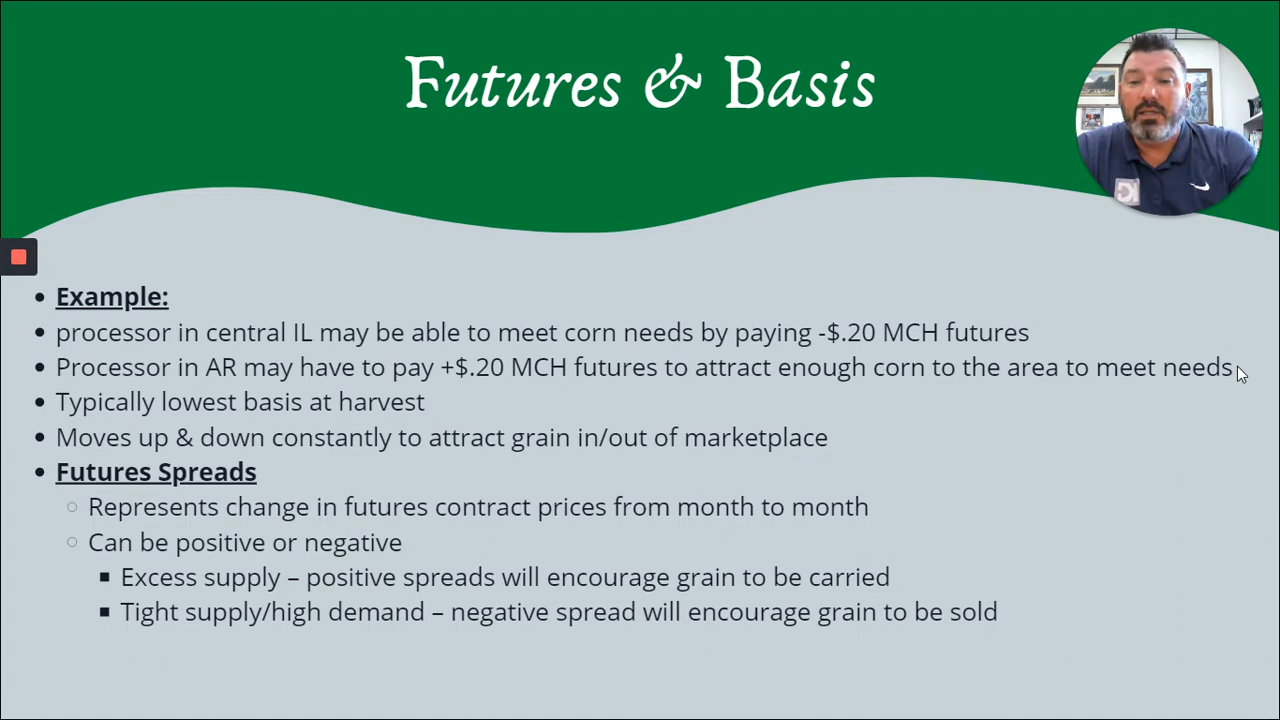 Futures & Basis
Example:
processor in central IL may be able to meet corn needs by paying -$.20 MCH futures
Processor in AR may have to pay +$.20 MCH futures to attract enough corn to the area to meet needs
Typically lowest basis at harvest
Moves up & down constantly to attract grain in/out of marketplace
Futures Spreads
Represents change in futures contract prices from month to month
Can be positive or negative
Excess supply – positive spreads will encourage grain to be carried
Tight supply/high demand – negative spread will encourage grain to be sold